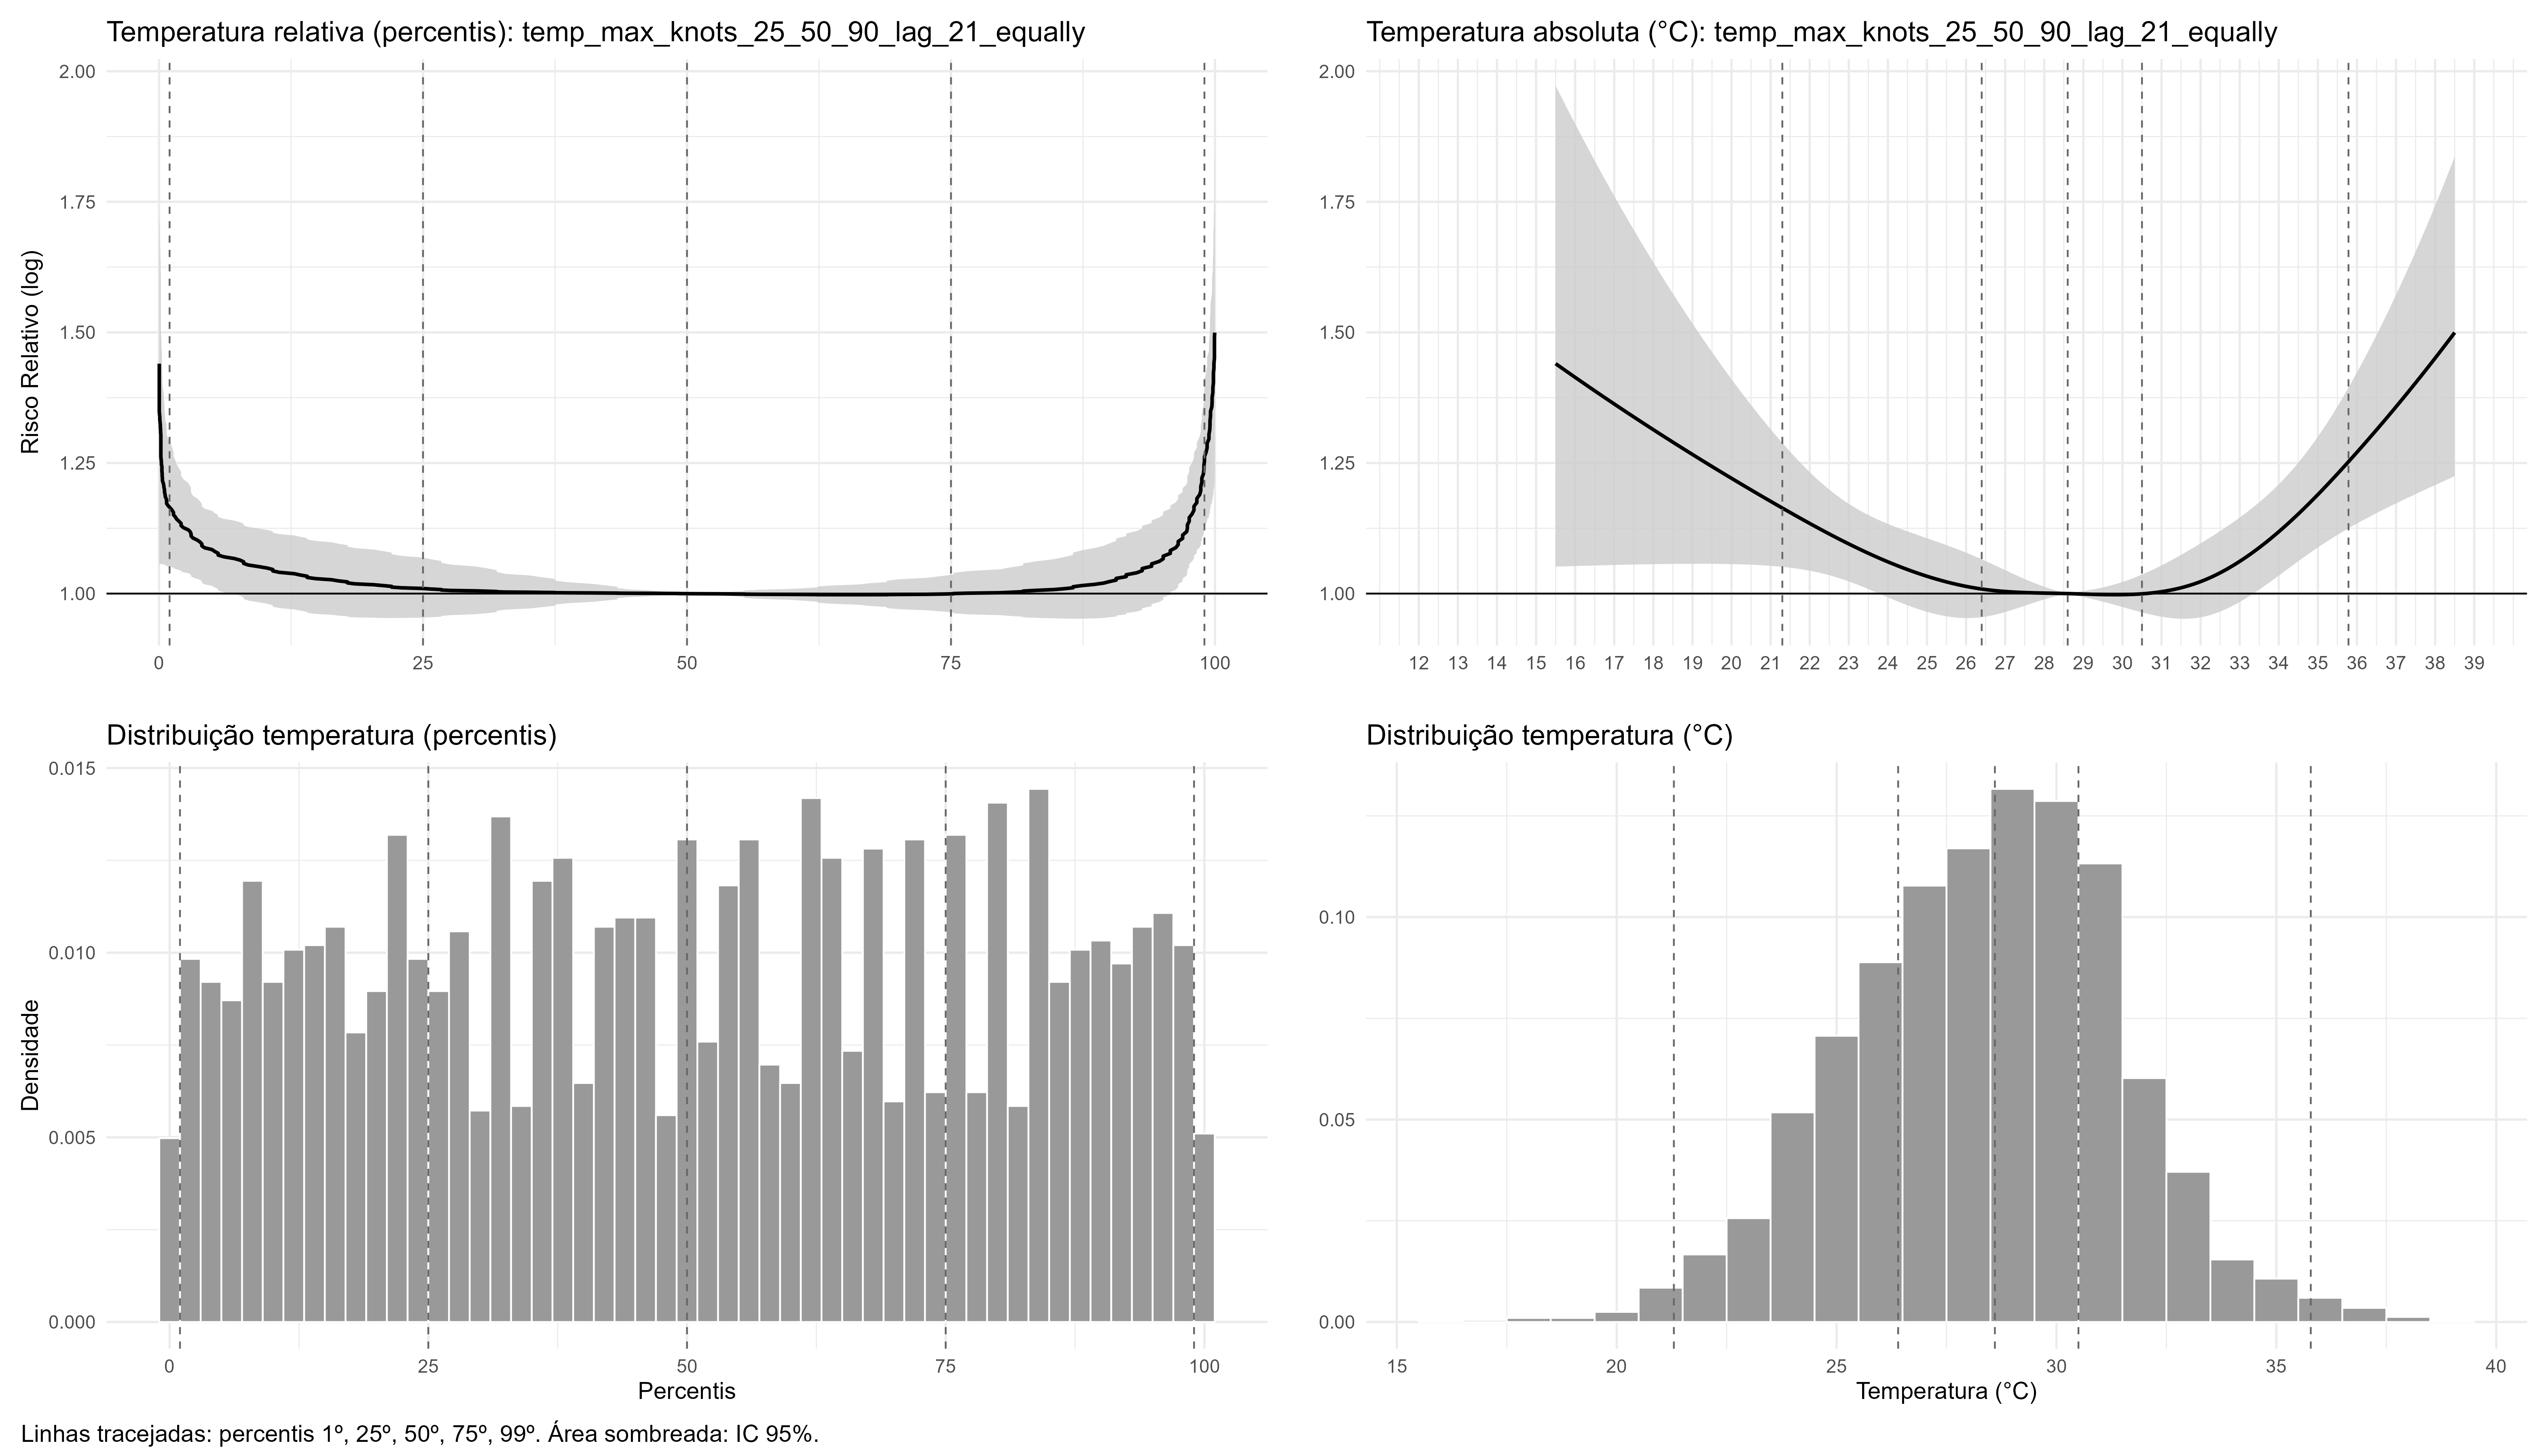 Temperatura relativa (percentis): temp_max_knots_25_50_90_lag_21_equally
Risco Relativo (log)
2.00
1.75
1.50
1.25
1.00
0 25 50 75 100
Temperatura absoluta (°C): temp_max_knots_25_50_90_lag_21_equally
2.00
1.75
1.50
1.25
1.00
12 13 14 15 16 17 18 19 20 21 22 23 24 25 26 27 28 29 30 31 32 33 34 35 36 37 38 39
Distribuição temperatura (percentis)
Densidade
0.015
0.010
0.005
0.000
0 25 50 75 100
Percentis
Distribuição temperatura (°C)
0.10
0.05
0.00
15 20 25 30 35 40
Temperatura (°C)
Linhas tracejadas: percentis 1º, 25º, 50º, 75º, 99º. Área sombreada: IC 95%.